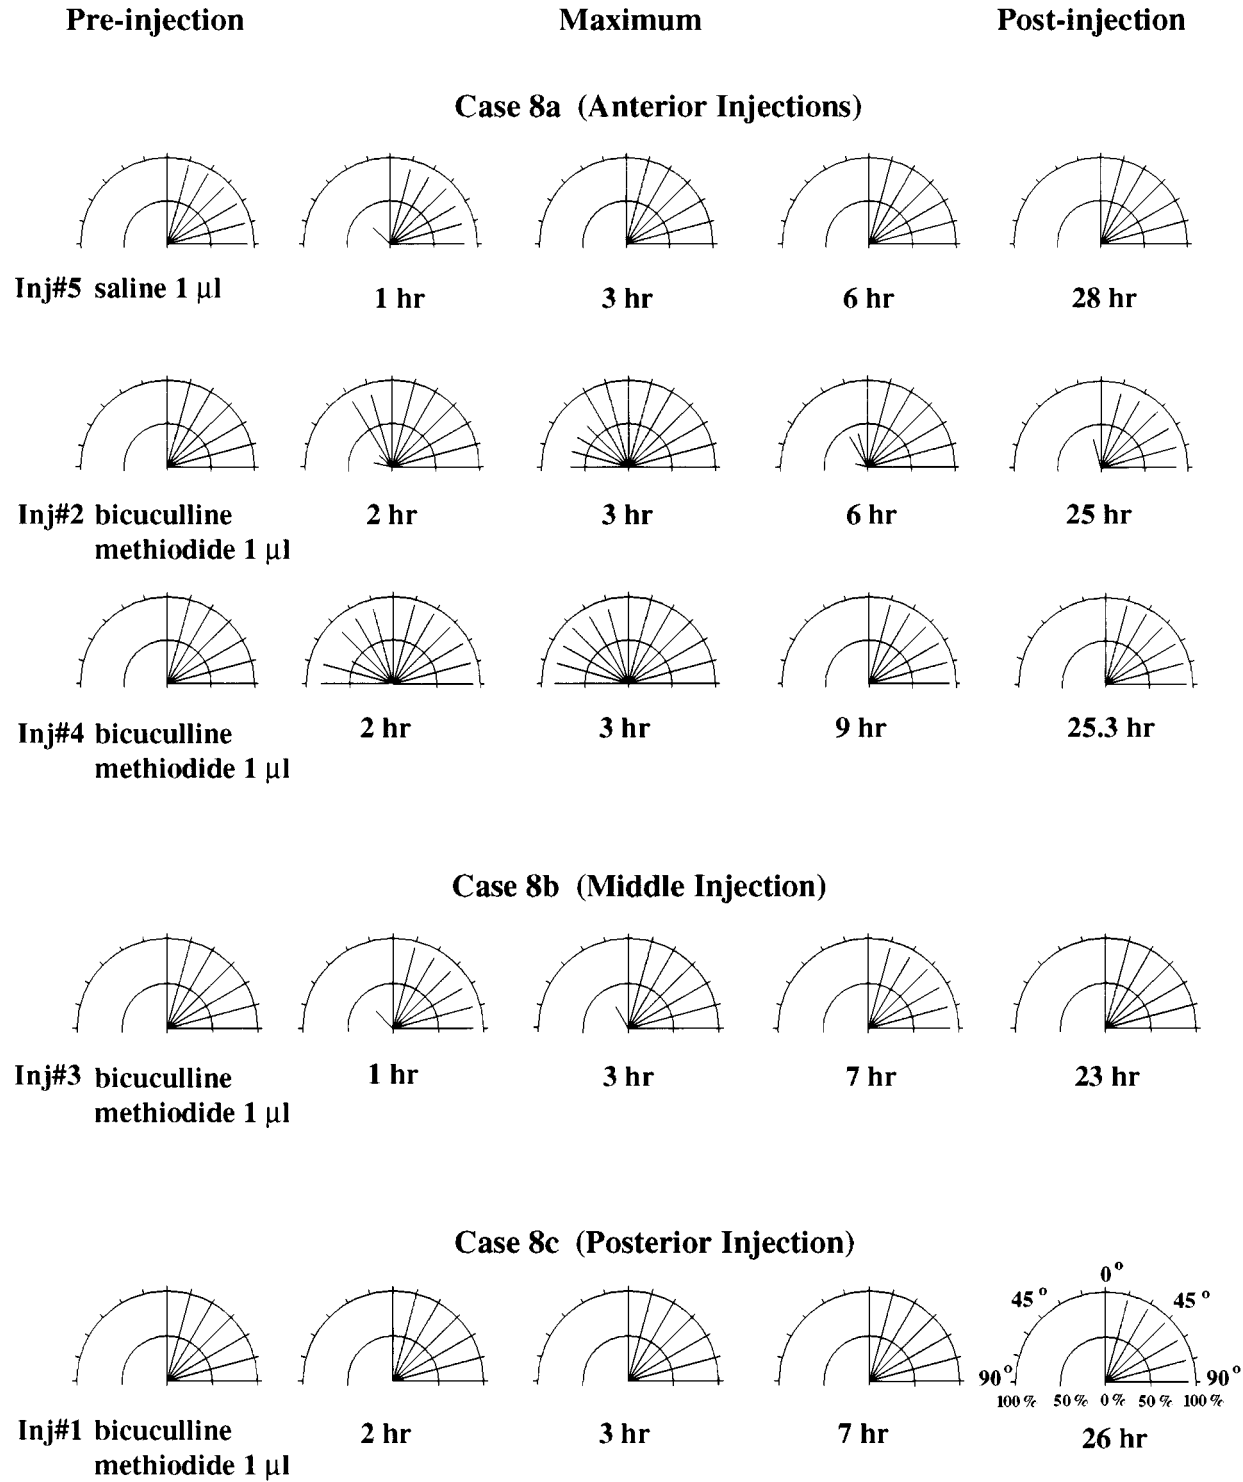 Pre-injection Maximum Post-injection
Case 8a (Anterior Injections)
Inj#5 saline 1 µl 1 hr 3 hr 6 hr 28 hr
Inj#2 bicuculline 2 hr 3 hr 6 hr 25 hr
methiodide 1 µl
Inj#4 bicuculline 2 hr 3 hr 9 hr 25.3 hr
methiodide 1 µl
Case 8b (Middle Injection)
Inj#3 bicuculline 1 hr 3 hr 7 hr 23 hr
methiodide 1 µl
Case 8c (Posterior Injection)
0°
45° 45°
90° 90°
100% 50% 0% 50% 100%
Inj#1 bicuculline 2 hr 3 hr 7 hr 26 hr
methiodide 1 µl